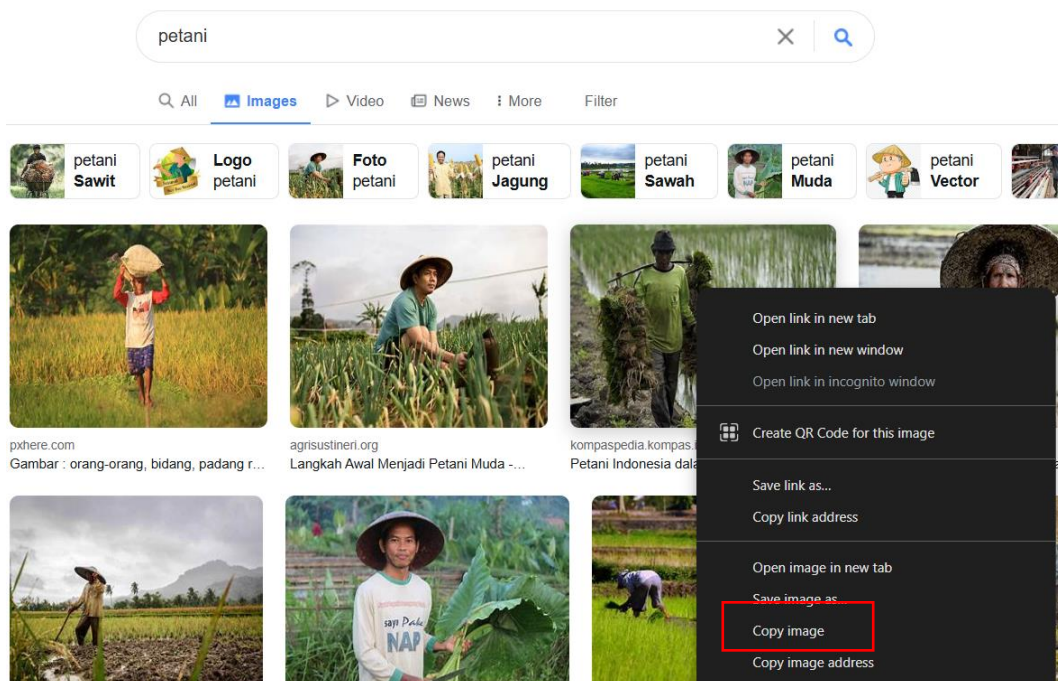 petani
All
Images
Video
News
More
Filter
petani
Sawit
Logo
petani
Foto
petani
petani
Jagung
petani
Sawah
petani
Muda
petani
Vector
pxhere.com
Gambar : orang-orang, bidang, padang r...
agrisustineri.org
Langkah Awal Menjadi Petani Muda -...
kompaspedia.kompas.i
Petani Indonesia dala
Open link in new tab
Open link in new window
Open link in incognito window
Create QR Code for this image
Save link as...
Copy link address
Open image in new tab
Save image as...
Copy image
Copy image address
NAP